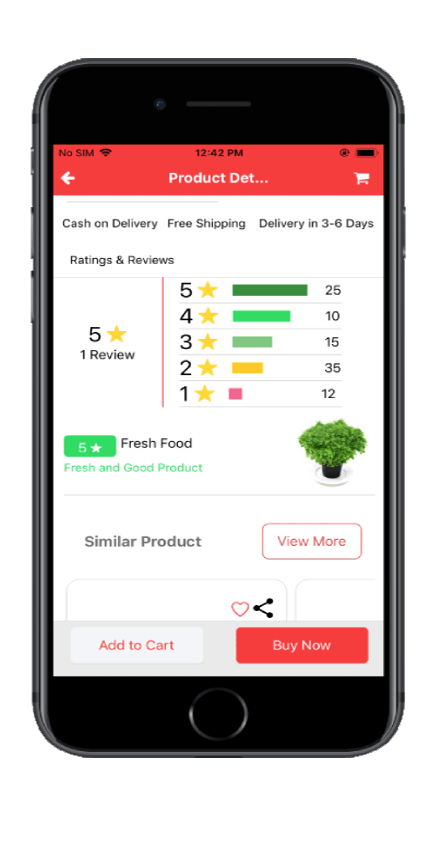 No SIM 12:42 PM
Product Det...
Cash on Delivery Free Shipping Delivery in 3-6 Days
Ratings & Reviews
5 25
4 10
5
3 15
1 Review
2 35
1 12
5 Fresh Food
Fresh and Good Product
Similar Product View More
Add to Cart Buy Now